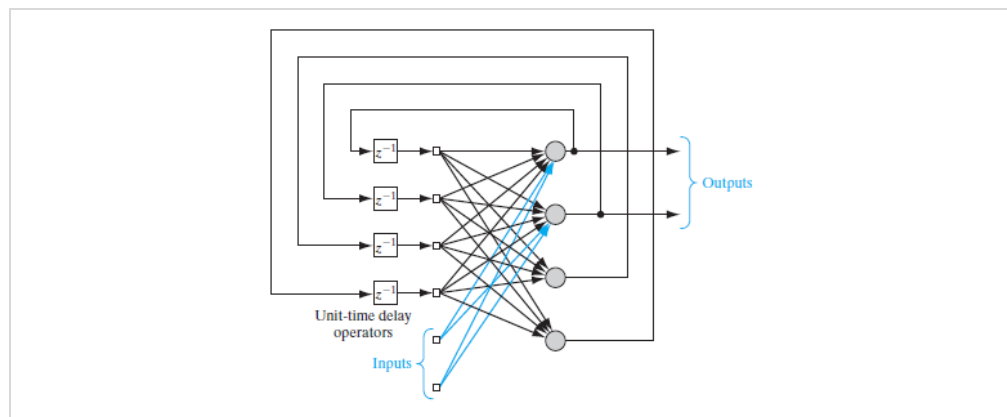 z⁻¹
z⁻¹
z⁻¹
z⁻¹
Outputs
Unit-time delay
operators
Inputs